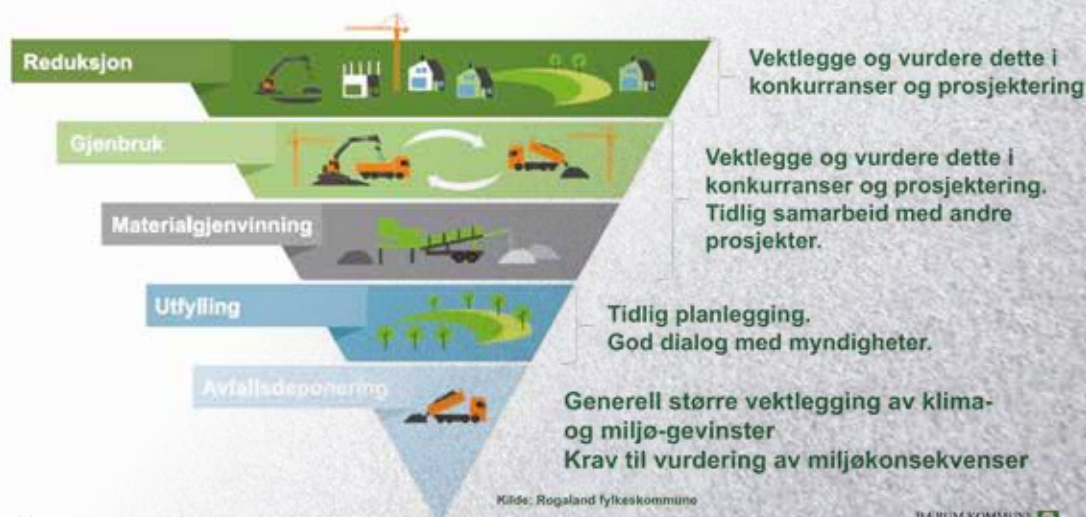 Reduksjon
Vektlegge og vurdere dette i
konkurranser og prosjektering
Gjenbruk
Vektlegge og vurdere dette i
konkurranser og prosjektering.
Tidlig samarbeid med andre
prosjekter.
Materialgjenvinning
Utfylling
Tidlig planlegging.
God dialog med myndigheter.
Avfallsdeponering
Generell større vektlegging av klima-
og miljø-gevinster
Krav til vurdering av miljøkonsekvenser
Kilde: Rogaland fylkeskommune
BÆRUM KOMMUNE